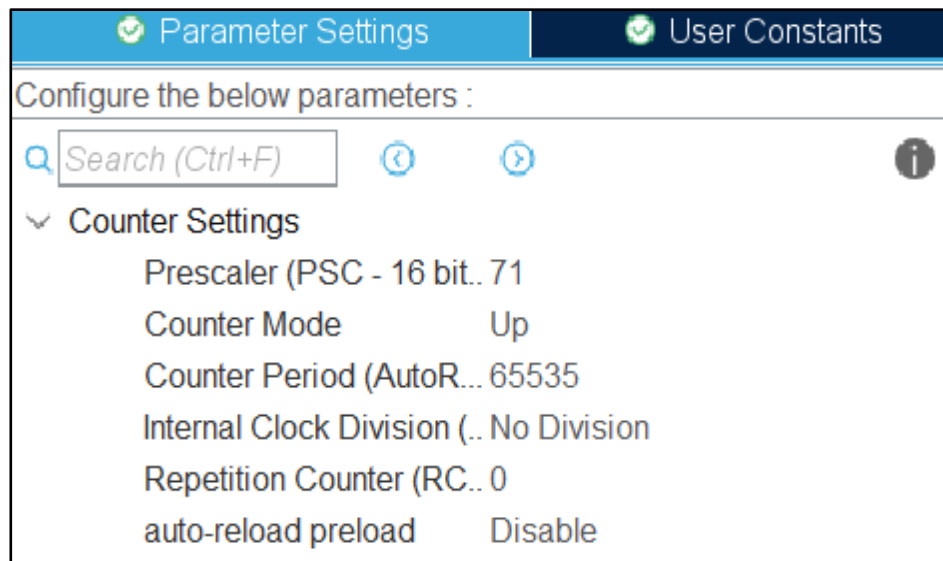 Parameter Settings
User Constants
Configure the below parameters :
Search (Ctrl+F)
Counter Settings
Prescaler (PSC - 16 bit.. 71
Counter Mode Up
Counter Period (AutoR... 65535
Internal Clock Division (.. No Division
Repetition Counter (RC.. 0
auto-reload preload Disable